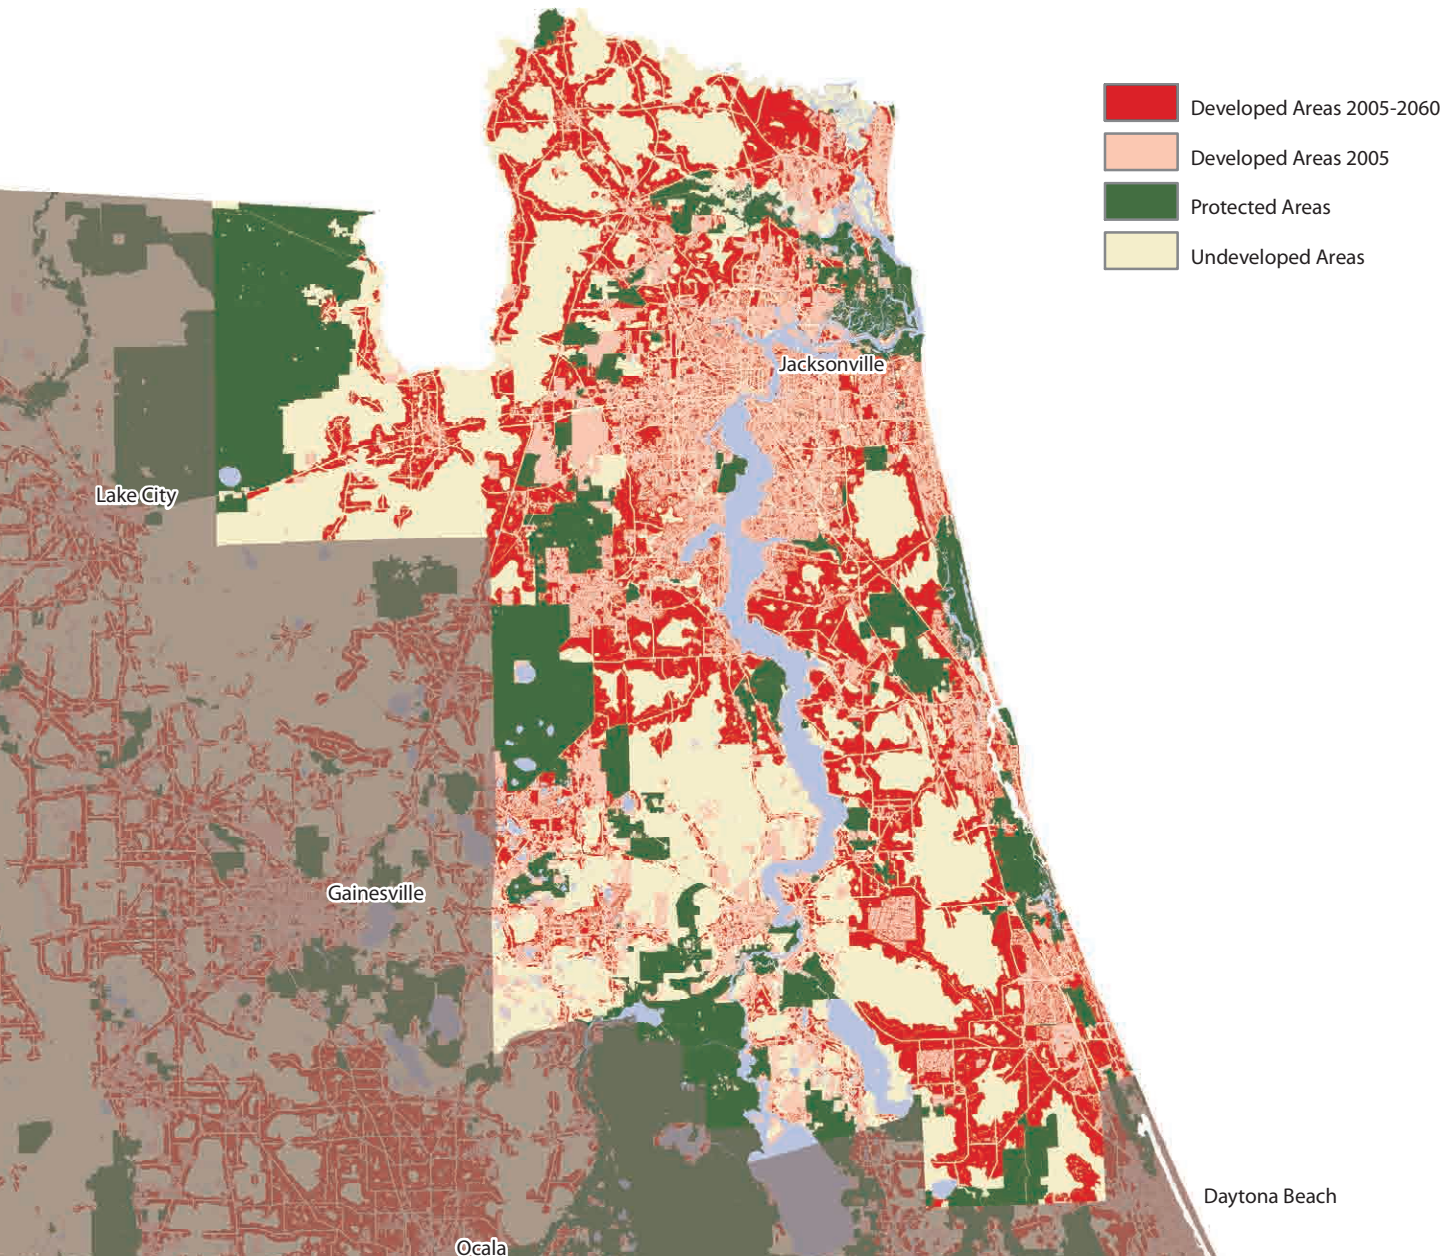 Developed Areas 2005-2060
Developed Areas 2005
Protected Areas
Undeveloped Areas
Jacksonville
Lake City
Gainesville
Daytona Beach
Ocala